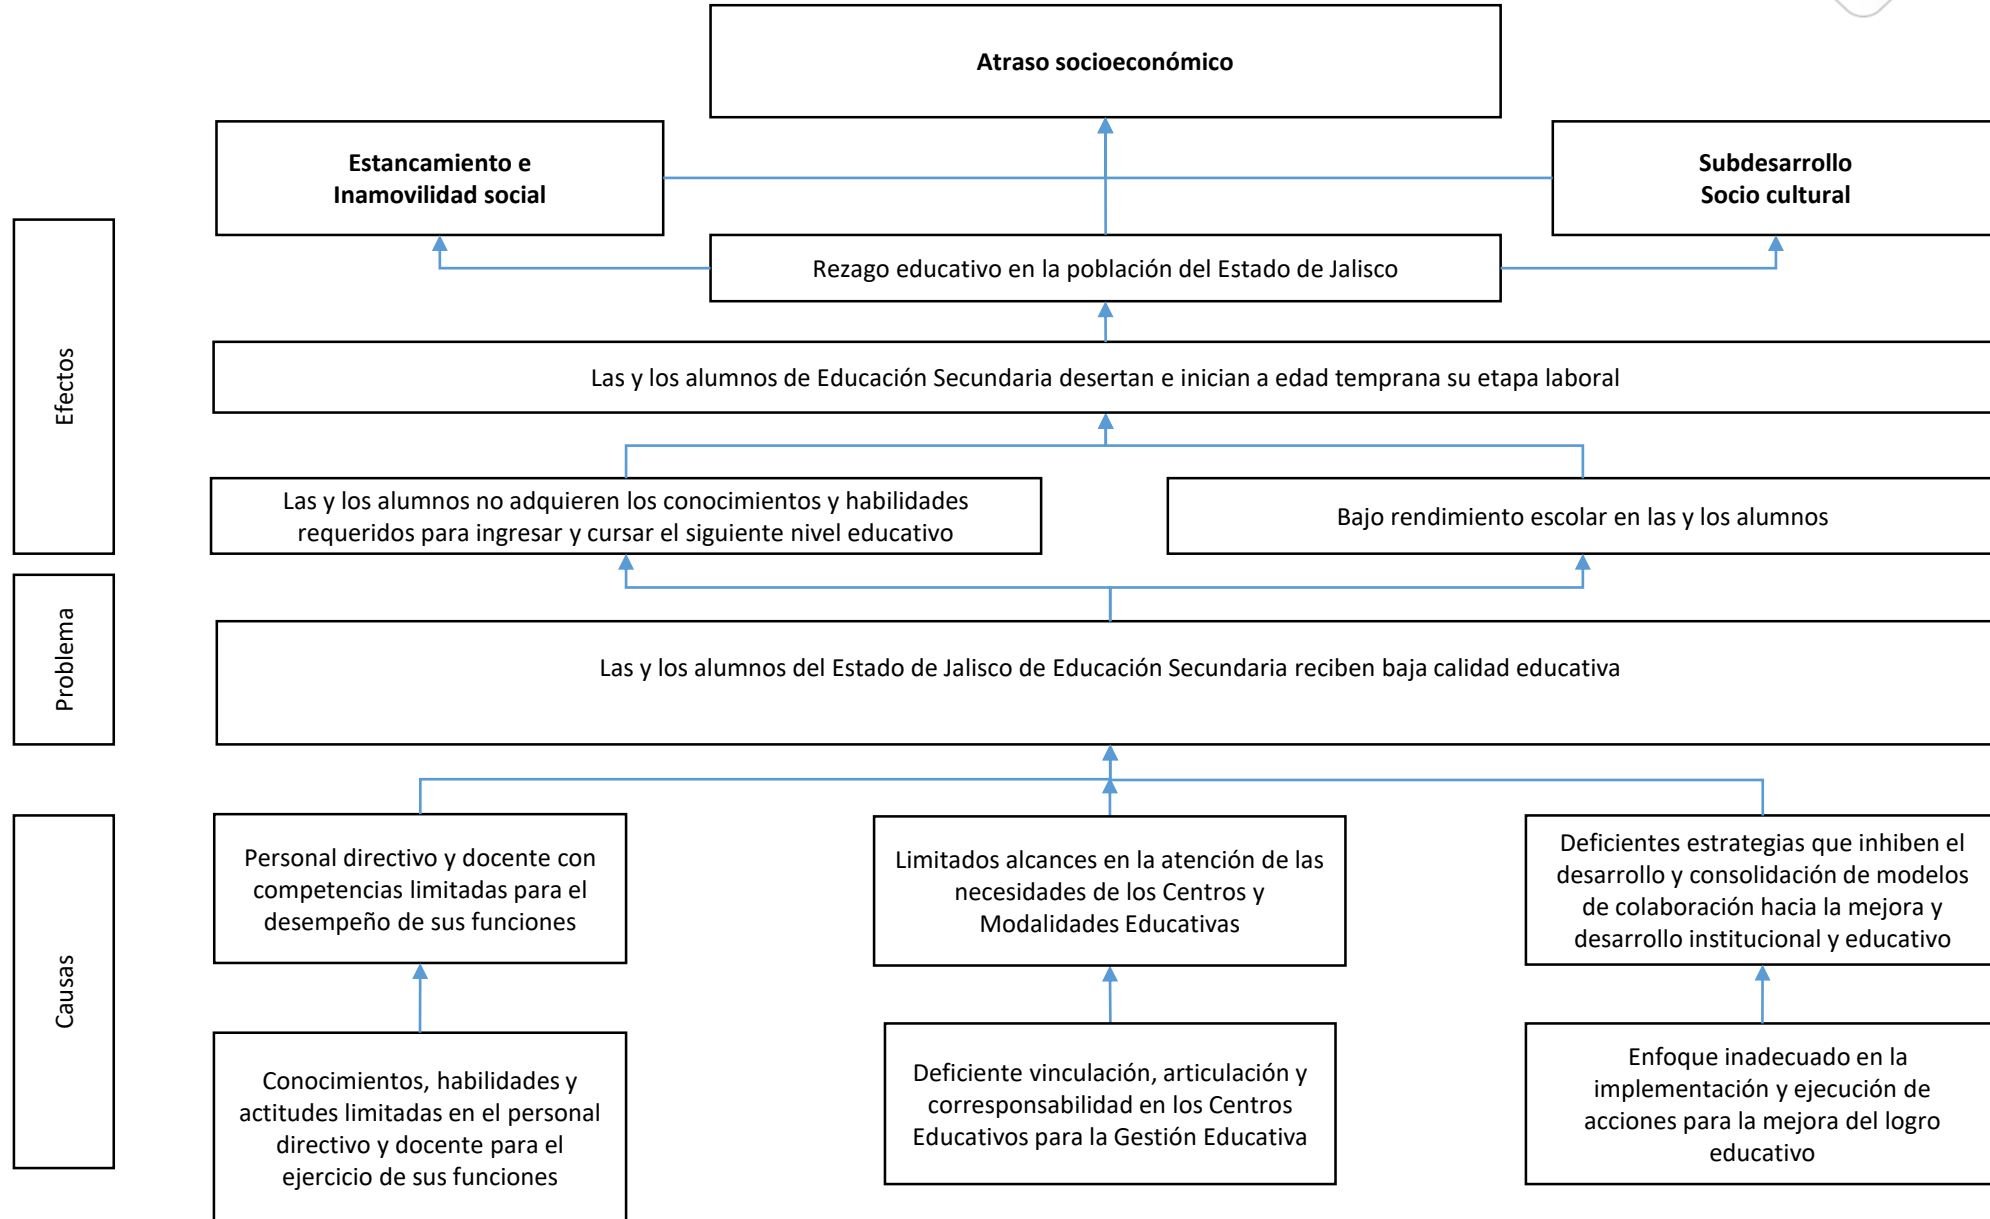 Atraso socioeconómico
Estancamiento e
Inamovilidad social
Subdesarrollo
Socio cultural
Rezago educativo en la población del Estado de Jalisco
Efectos
Las y los alumnos de Educación Secundaria desertan e inician a edad temprana su etapa laboral
Las y los alumnos no adquieren los conocimientos y habilidades
requeridos para ingresar y cursar el siguiente nivel educativo
Bajo rendimiento escolar en las y los alumnos
Problema
Las y los alumnos del Estado de Jalisco de Educación Secundaria reciben baja calidad educativa
Causas
Personal directivo y docente con
competencias limitadas para el
desempeño de sus funciones
Limitados alcances en la atención de las
necesidades de los Centros y
Modalidades Educativas
Deficientes estrategias que inhiben el
desarrollo y consolidación de modelos
de colaboración hacia la mejora y
desarrollo institucional y educativo
Conocimientos, habilidades y
actitudes limitadas en el personal
directivo y docente para el
ejercicio de sus funciones
Deficiente vinculación, articulación y
corresponsabilidad en los Centros
Educativos para la Gestión Educativa
Enfoque inadecuado en la
implementación y ejecución de
acciones para la mejora del logro
educativo